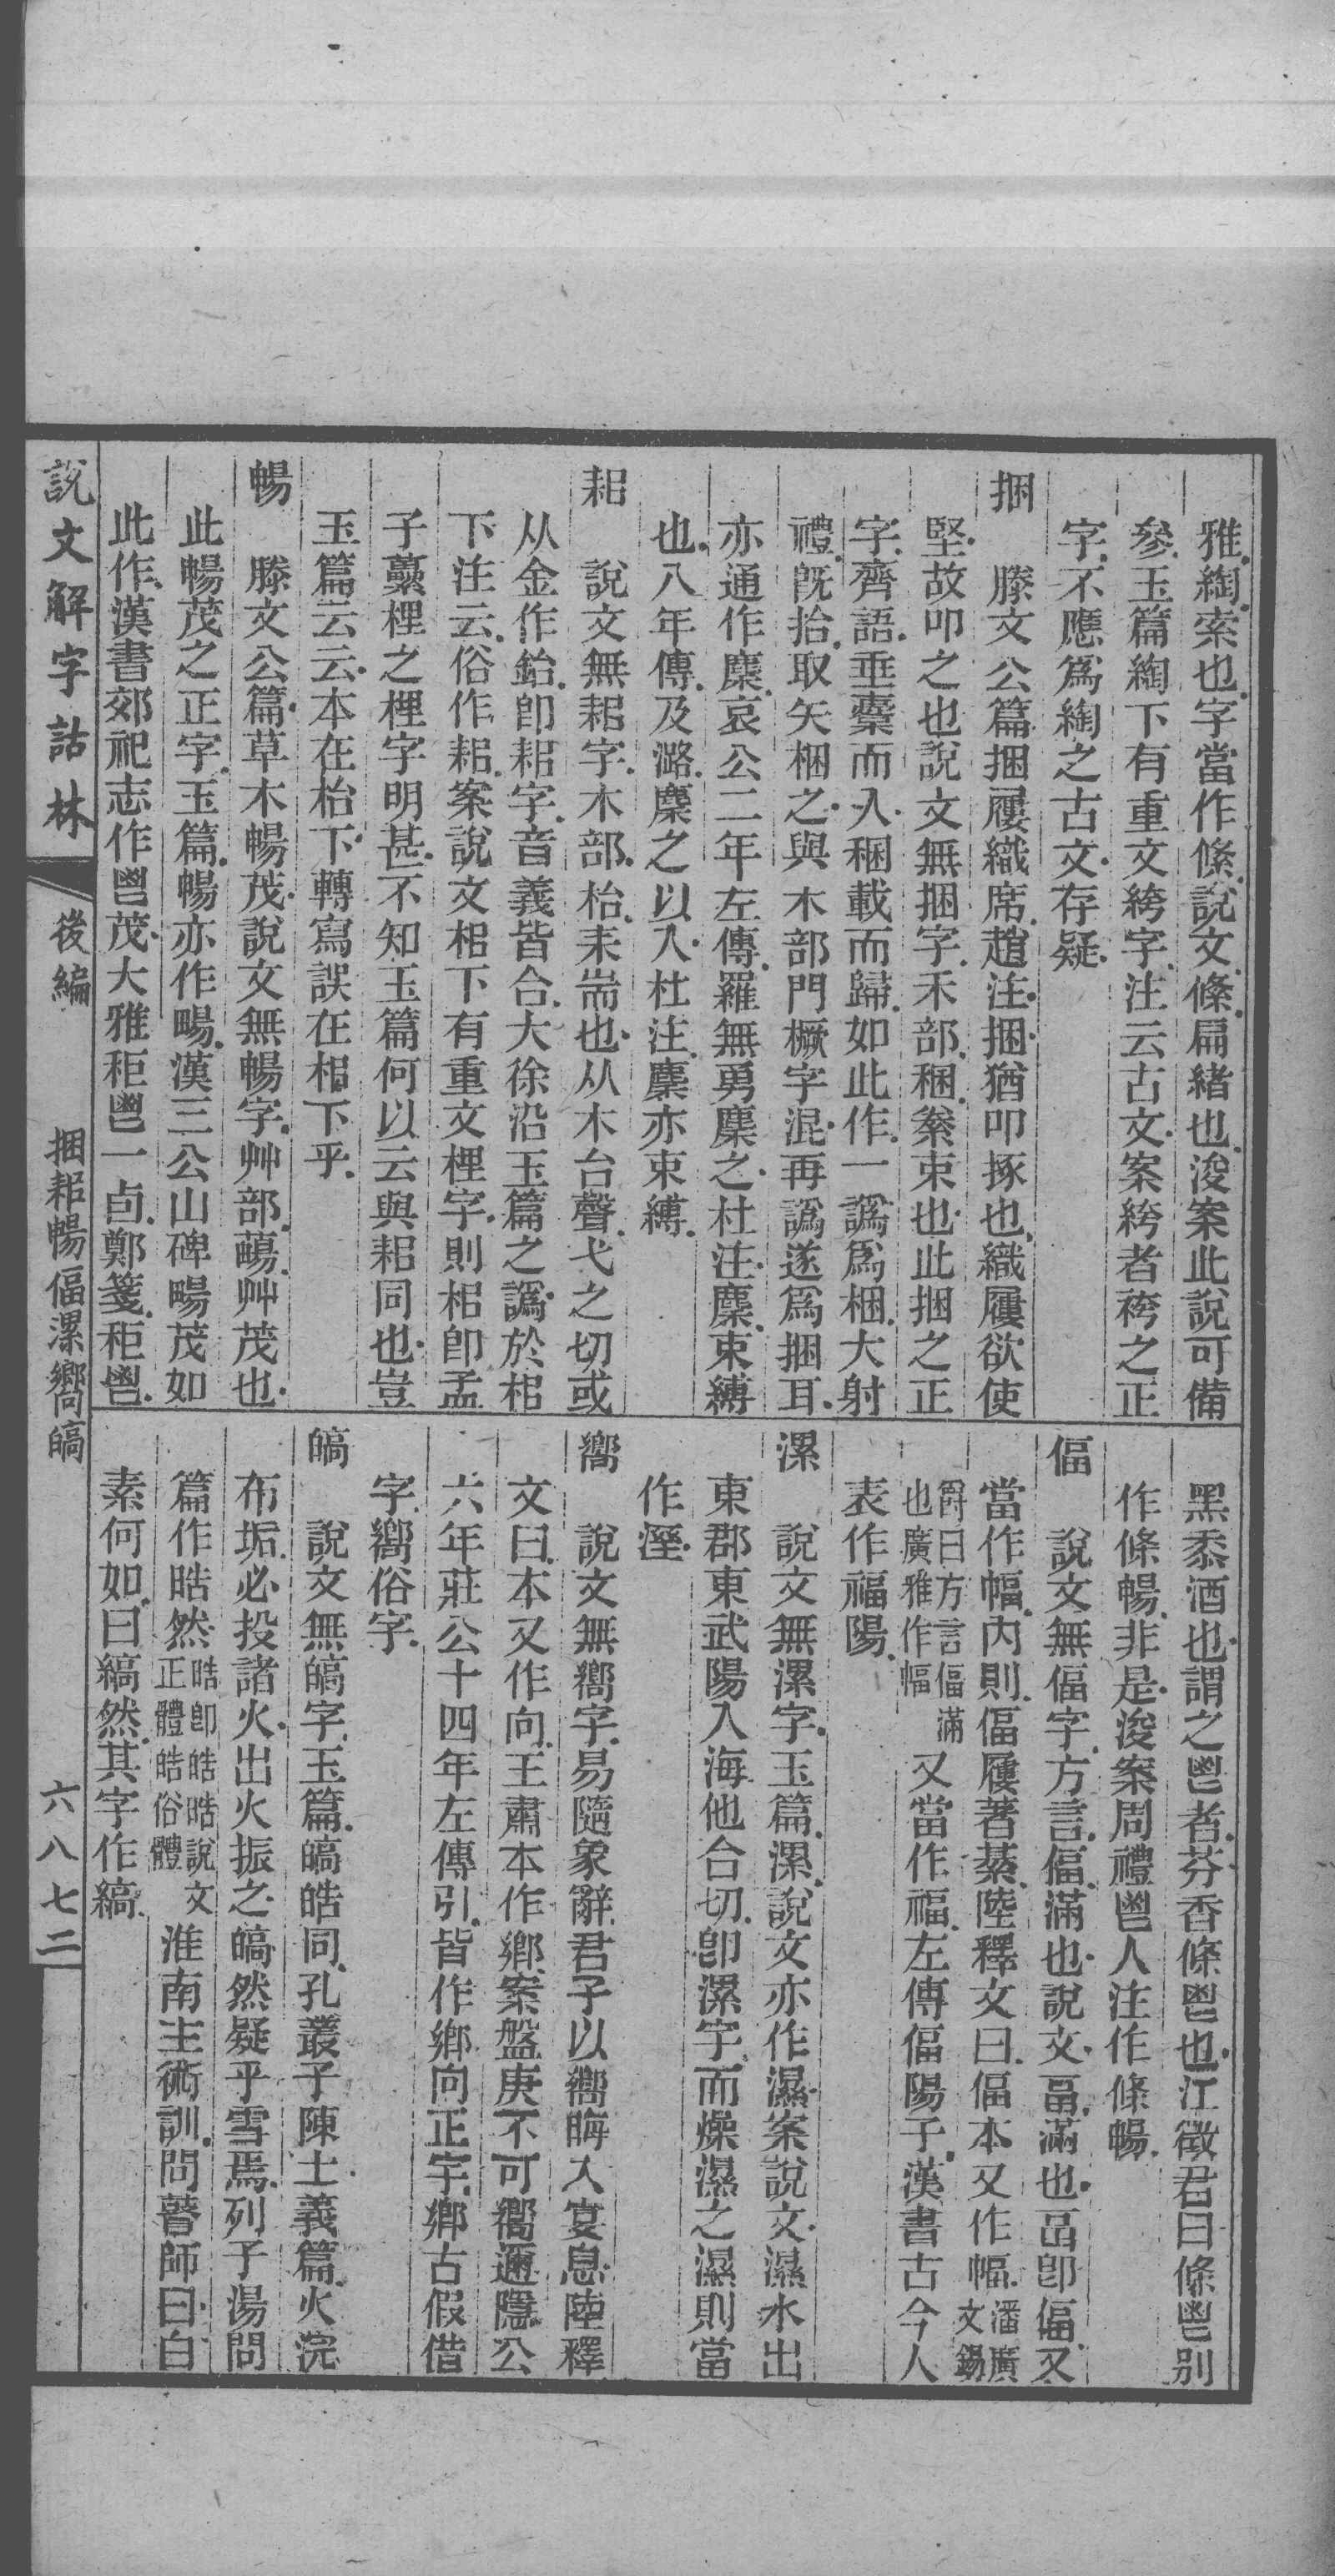 雅綯索也字當作絛說文絛扁緒也浚案此說可備
參玉篇綯下有重文綔字注云古文案綔者袴之正
字不應爲綯之古文存疑
捆
滕文公篇捆屨織席趙注捆猶叩㧻也織屨欲使
堅故叩之也說文無捆字禾部稇絭束也此捆之正
字齊語垂櫜而入稇載而歸如此作一譌爲梱大射
禮旣拾取矢梱之與木部門橛字混再譌遂爲捆耳
亦通作麇哀公二年左傳羅無勇麇之杜注麇束縛
也八年傳及潞麇之以入杜注麇亦束縛
耜
說文無耜字木部枱耒耑也从木台聲弋之切或
从金作鈶卽耜字音義皆合大徐沿玉篇之譌於梠
下注云俗作耜案說文梠下有重文梩字則梠卽孟
子虆梩之梩字明甚不知玉篇何以云與耜同也豈
玉篇云云本在枱下轉寫誤在梠下乎
暢
滕文公篇草木暢茂說文無暢字艸部𦿆艸茂也
此暢茂之正字玉篇暢亦作畼漢三公山碑畼茂如
此作漢書郊祀志作鬯茂大雅秬鬯一卣鄭箋秬鬯
黑黍酒也謂之鬯者芬香條鬯也江徵君曰條鬯別
作條暢非是浚案周禮鬯人注作條暢
偪
說文無偪字方言偪滿也說文畐滿也畐卽偪又
當作幅內則偪屨著綦陸釋文曰偪本又作幅潘廣文錫
爵曰方言偪滿也廣雅作幅又當作福左傳偪陽子漢書古今人
表作福陽
漯
說文無漯字玉篇漯說文亦作濕案說文濕水出
東郡東武陽入海他合切卽漯字而燥濕之濕則當
作溼
嚮
說文無嚮字易隨象辭君子以嚮晦入宴息陸釋
文曰本又作向王肅本作鄕案盤庚不可嚮邇隱公
六年莊公十四年左傳引皆作鄕向正字鄕古假借
字嚮俗字
皜
說文無皜字玉篇皜皓同孔叢子陳士義篇火浣
布垢必投諸火出火振之皜然疑乎雪焉列子湯問
篇作晧然晧卽皓晧說文正體皓俗體淮南主術訓問瞽師曰白
素何如曰縞然其字作縞
說文解字詁林
後編
捆耜暢偪漯嚮皜
六八七二